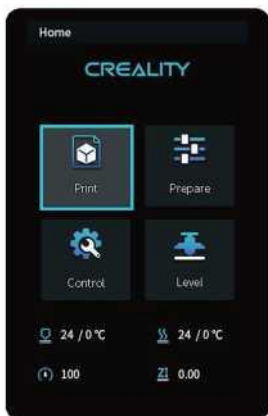 Home
CREALITY
Print Prepare
Control Level
24 / 0 ℃ 24 / 0 ℃
100 0.00